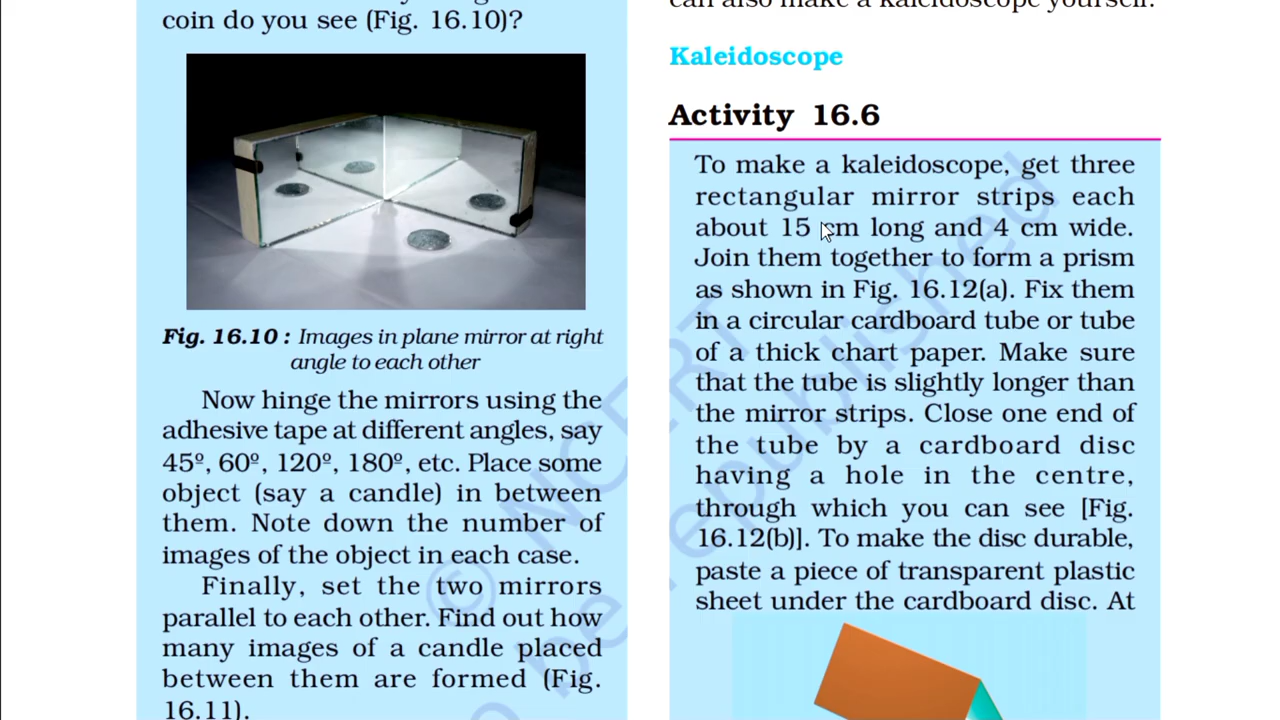 coin do you see (Fig. 16.10)?
Fig. 16.10 : Images in plane mirror at right
angle to each other
Now hinge the mirrors using the
adhesive tape at different angles, say
45º, 60º, 120º, 180º, etc. Place some
object (say a candle) in between
them. Note down the number of
images of the object in each case.
Finally, set the two mirrors
parallel to each other. Find out how
many images of a candle placed
between them are formed (Fig.
16.11).
can also make a kaleidoscope yourself.
Kaleidoscope
Activity 16.6
To make a kaleidoscope, get three
rectangular mirror strips each
about 15 cm long and 4 cm wide.
Join them together to form a prism
as shown in Fig. 16.12(a). Fix them
in a circular cardboard tube or tube
of a thick chart paper. Make sure
that the tube is slightly longer than
the mirror strips. Close one end of
the tube by a cardboard disc
having a hole in the centre,
through which you can see [Fig.
16.12(b)]. To make the disc durable,
paste a piece of transparent plastic
sheet under the cardboard disc. At
© NCERT
be republished